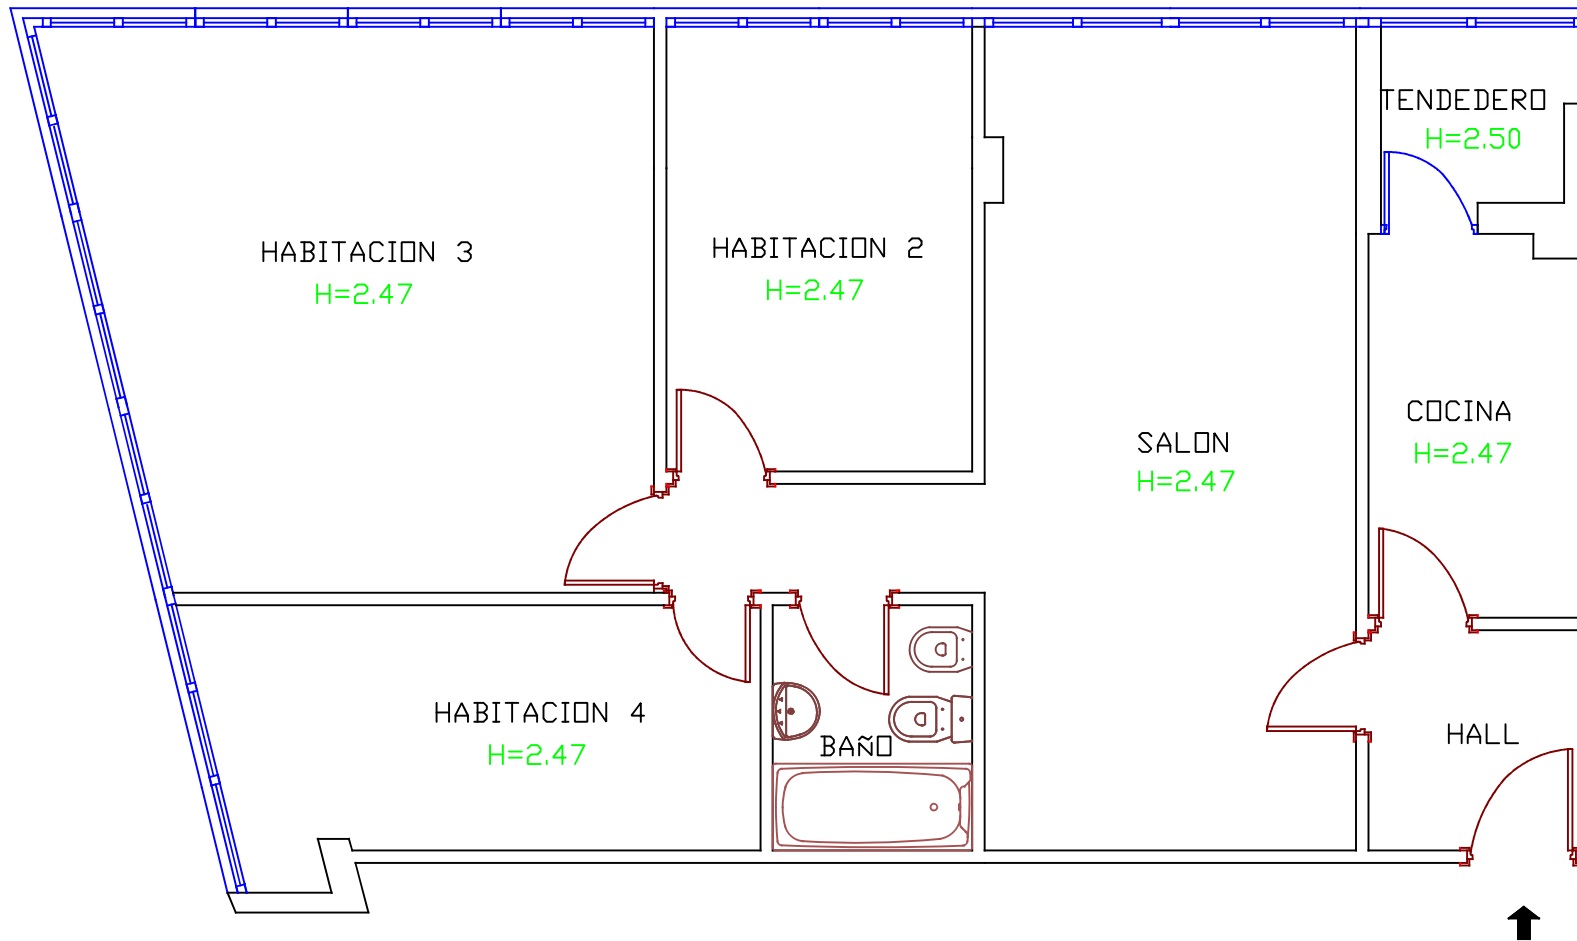 TENDEDERO
H=2.50
HABITACION 3
H=2.47
HABITACION 2
H=2.47
COCINA
H=2.47
SALON
H=2.47
HABITACION 4
H=2.47
BAÑO
HALL